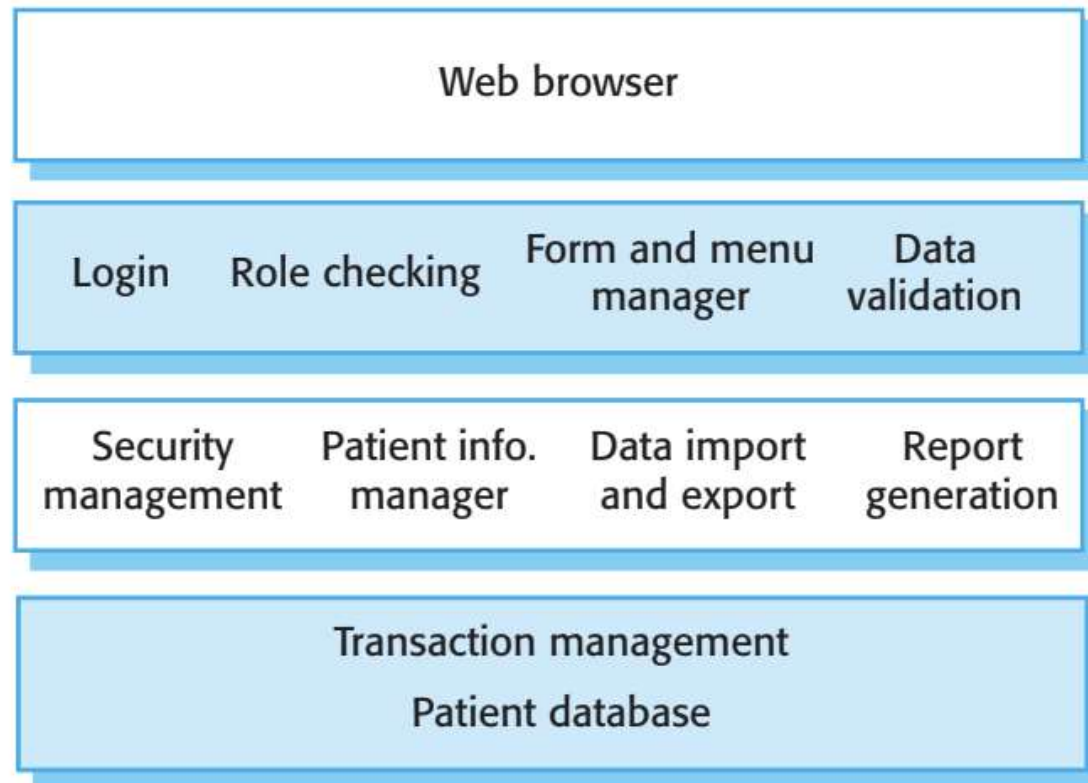 Web browser
Login
Role checking
Form and menu
manager
Data
validation
Security
management
Patient info.
manager
Data import
and export
Report
generation
Transaction management
Patient database